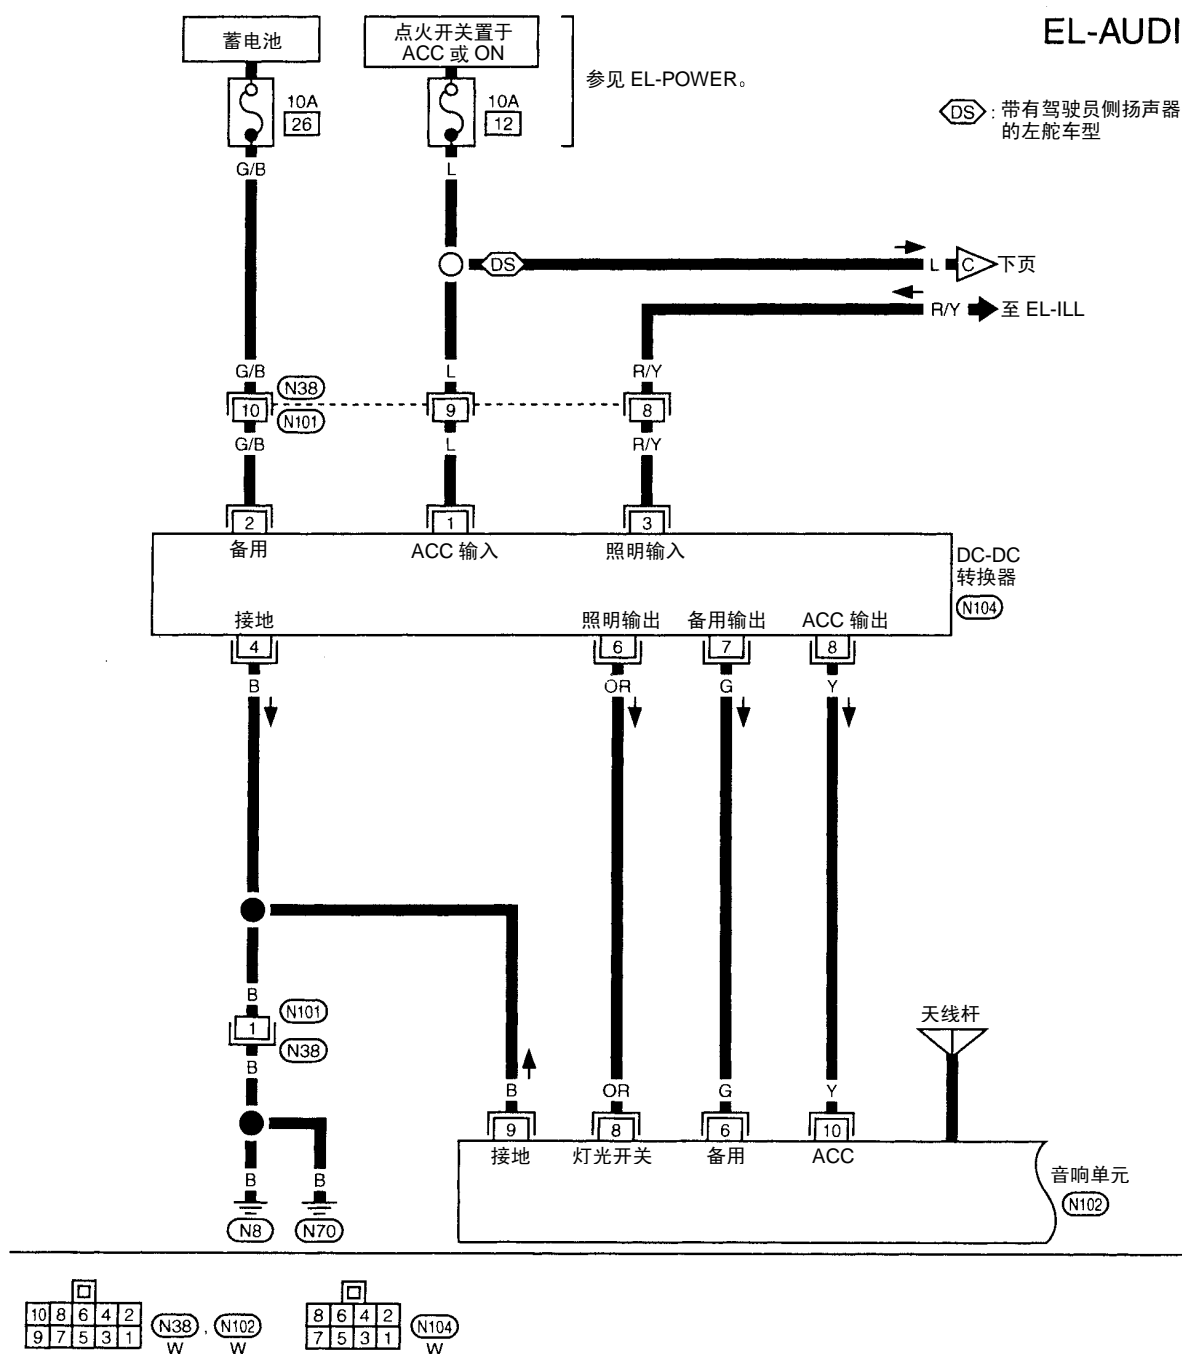 EL-AUDI
蓄电池
点火开关置于
ACC 或 ON
参见 EL-POWER。
10A
26
10A
12
DS : 带有驾驶员侧扬声器
的左舵车型
G/B
L
DS
L
C
下页
R/Y
至 EL-ILL
G/B
L
R/Y
N38
10
9
8
N101
G/B
L
R/Y
2
1
3
备用
ACC 输入
照明输入
DC-DC
转换器
N104
接地
照明输出
备用输出
ACC 输出
4
6
7
8
B
OR
G
Y
B
N101
1
N38
B
天线杆
B
OR
G
Y
9
8
6
10
接地
灯光开关
备用
ACC
音响单元
N102
B
B
N8
N70
10 8 6 4 2
9 7 5 3 1
N38 , N102
W W
8 6 4 2
7 5 3 1
N104
W